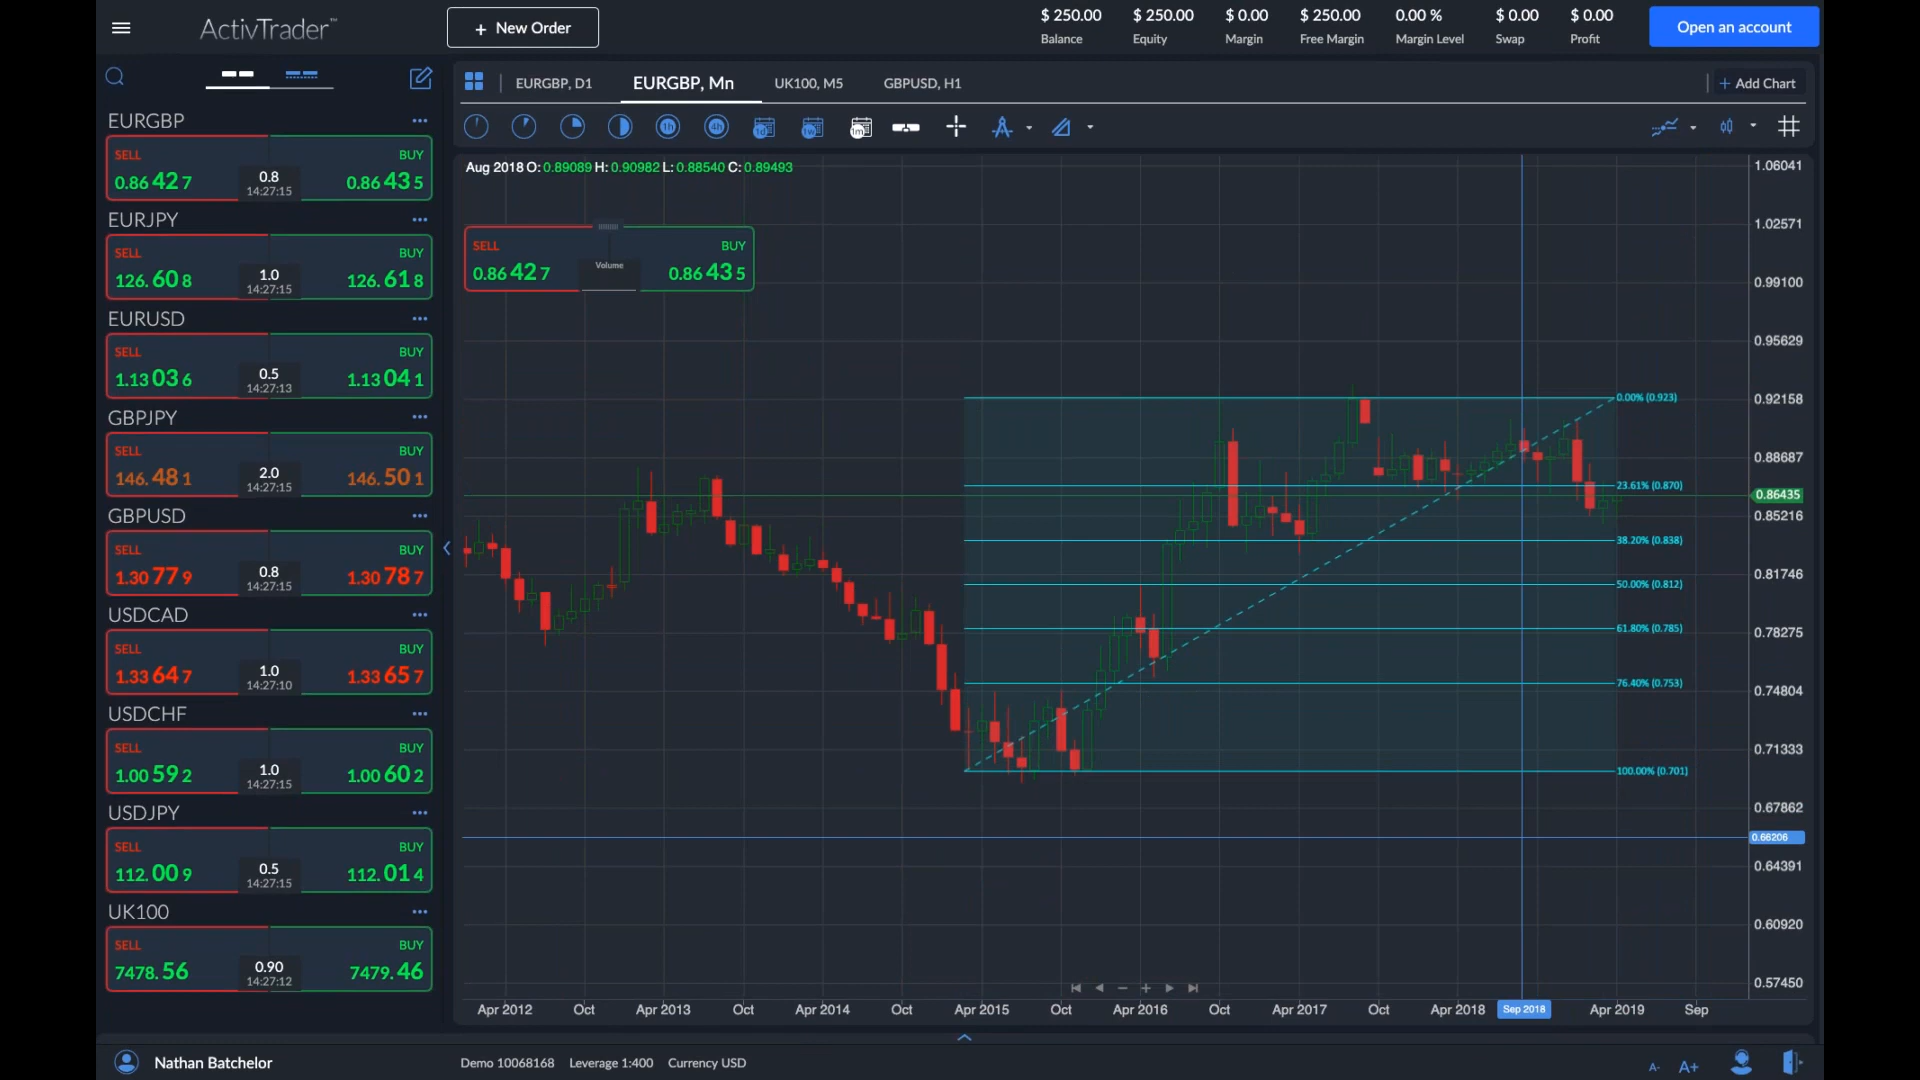 ActivTrader™
+ New Order
$ 250.00 $ 250.00 $ 0.00 $ 250.00 0.00 % $ 0.00 $ 0.00
Balance Equity Margin Free Margin Margin Level Swap Profit
Open an account
EURGBP, D1 EURGBP, Mn UK100, M5 GBPUSD, H1 + Add Chart
1h 4h 1d 1w 1m
Aug 2018 O: 0.89089 H: 0.90982 L: 0.88540 C: 0.89493
SELL BUY
0.86 42 7 Volume 0.86 43 5
EURGBP
SELL BUY
0.86 42 7 0.8 0.86 43 5
14:27:15
EURJPY
SELL BUY
126. 60 8 1.0 126. 61 8
14:27:15
EURUSD
SELL BUY
1.13 03 6 0.5 1.13 04 1
14:27:13
GBPJPY
SELL BUY
146. 48 1 2.0 146. 50 1
14:27:15
GBPUSD
SELL BUY
1.30 77 9 0.8 1.30 78 7
14:27:15
USDCAD
SELL BUY
1.33 64 7 1.0 1.33 65 7
14:27:10
USDCHF
SELL BUY
1.00 59 2 1.0 1.00 60 2
14:27:15
USDJPY
SELL BUY
112. 00 9 0.5 112. 01 4
14:27:15
UK100
SELL BUY
7478. 56 0.90 7479. 46
14:27:12
1.06041
1.02571
0.99100
0.95629
0.92158
0.88687
0.86435
0.85216
0.81746
0.78275
0.74804
0.71333
0.67862
0.66206
0.64391
0.60920
0.57450
0.00% (0.923)
23.61% (0.870)
38.20% (0.838)
50.00% (0.812)
61.80% (0.785)
76.40% (0.753)
100.00% (0.701)
Apr 2012 Oct Apr 2013 Oct Apr 2014 Oct Apr 2015 Oct Apr 2016 Oct Apr 2017 Oct Apr 2018 Sep 2018 Apr 2019 Sep
Nathan Batchelor Demo 10068168 Leverage 1:400 Currency USD A- A+